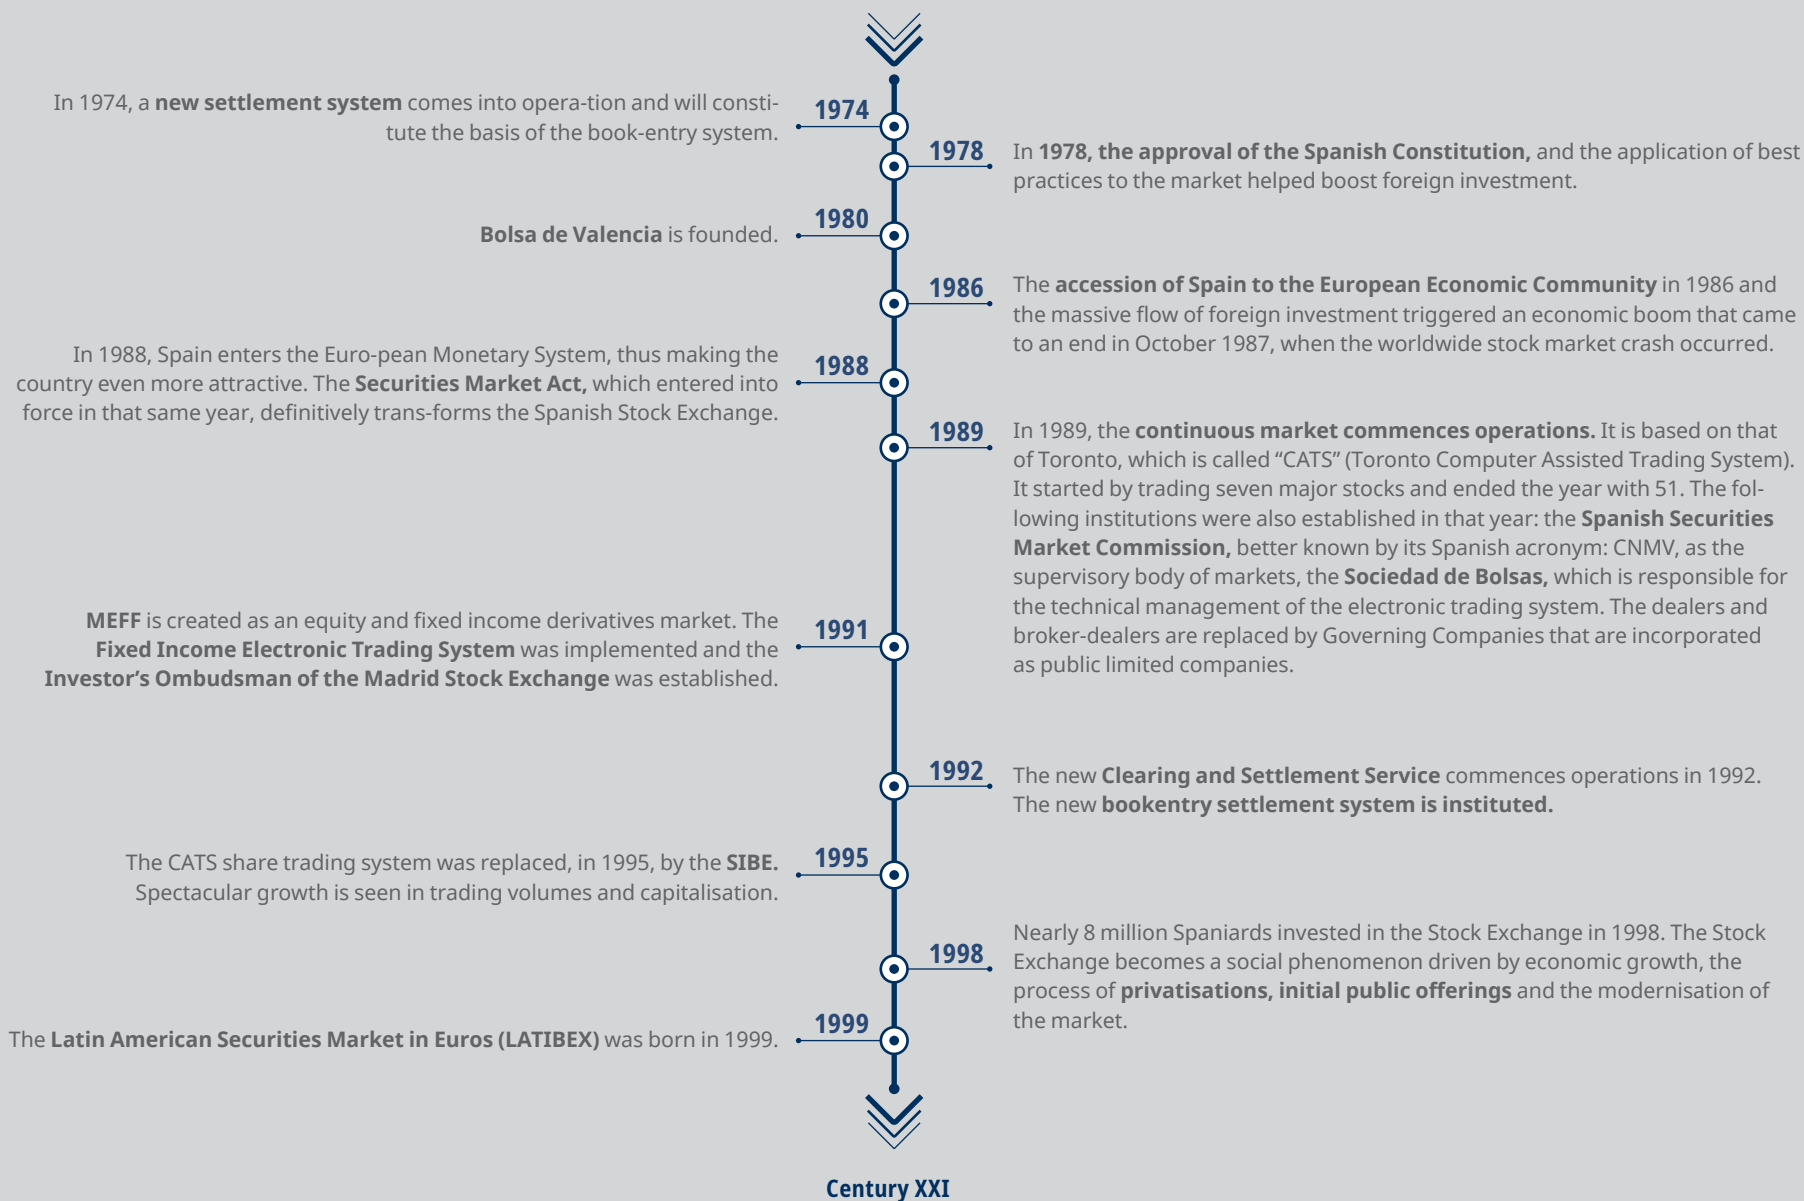 1974
In 1974, a new settlement system comes into opera-tion and will consti-
tute the basis of the book-entry system.
1978
In 1978, the approval of the Spanish Constitution, and the application of best
practices to the market helped boost foreign investment.
1980
Bolsa de Valencia is founded.
1986
The accession of Spain to the European Economic Community in 1986 and
the massive flow of foreign investment triggered an economic boom that came
to an end in October 1987, when the worldwide stock market crash occurred.
1988
In 1988, Spain enters the Euro-pean Monetary System, thus making the
country even more attractive. The Securities Market Act, which entered into
force in that same year, definitively trans-forms the Spanish Stock Exchange.
1989
In 1989, the continuous market commences operations. It is based on that
of Toronto, which is called “CATS” (Toronto Computer Assisted Trading System).
It started by trading seven major stocks and ended the year with 51. The fol-
lowing institutions were also established in that year: the Spanish Securities
Market Commission, better known by its Spanish acronym: CNMV, as the
supervisory body of markets, the Sociedad de Bolsas, which is responsible for
the technical management of the electronic trading system. The dealers and
broker-dealers are replaced by Governing Companies that are incorporated
as public limited companies.
1991
MEFF is created as an equity and fixed income derivatives market. The
Fixed Income Electronic Trading System was implemented and the
Investor’s Ombudsman of the Madrid Stock Exchange was established.
1992
The new Clearing and Settlement Service commences operations in 1992.
The new bookentry settlement system is instituted.
1995
The CATS share trading system was replaced, in 1995, by the SIBE.
Spectacular growth is seen in trading volumes and capitalisation.
1998
Nearly 8 million Spaniards invested in the Stock Exchange in 1998. The Stock
Exchange becomes a social phenomenon driven by economic growth, the
process of privatisations, initial public offerings and the modernisation of
the market.
1999
The Latin American Securities Market in Euros (LATIBEX) was born in 1999.
Century XXI